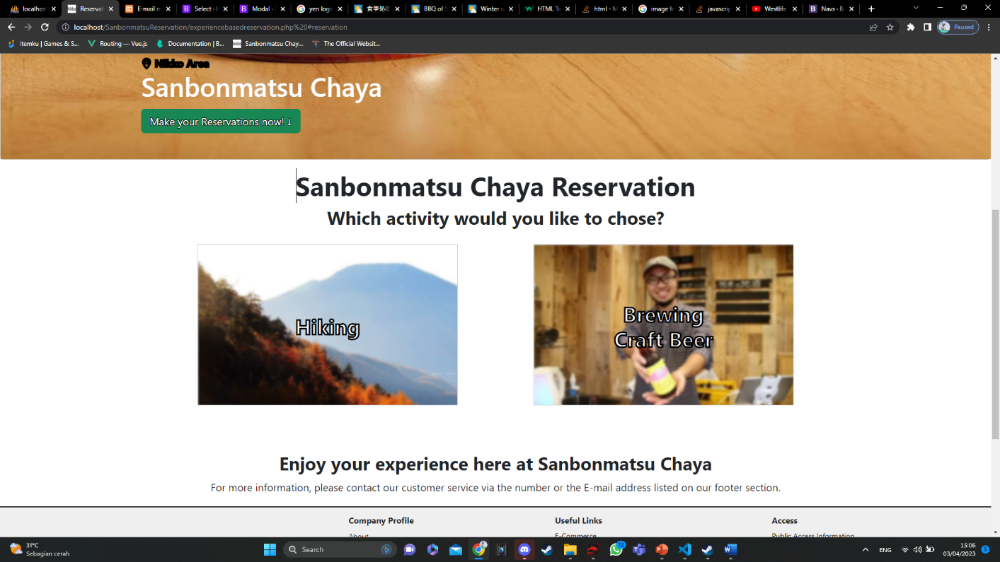 localhost
Reservat
E-mail m
Select · B
Modal · B
yen logo
食事処の
BBQ of S
Winter c
HTML Ta
html - M
image fo
javascrip
Westlife
Navs · Bo
localhost/SanbonmatsuReservation/experiencebasedreservation.php%20#reservation
Paused
itemku | Games & S...
Routing — Vue.js
Documentation | B...
Sanbonmatsu Chay...
The Official Websit...
Nikko Area
Sanbonmatsu Chaya
Make your Reservations now! ↓
Sanbonmatsu Chaya Reservation
Which activity would you like to chose?
Hiking
Brewing
Craft Beer
Enjoy your experience here at Sanbonmatsu Chaya
For more information, please contact our customer service via the number or the E-mail address listed on our footer section.
Company Profile
Useful Links
Access
About
E-Commerce
Public Access Information
31°C
Sebagian cerah
Search
12
ENG
15:06
03/04/2023
5